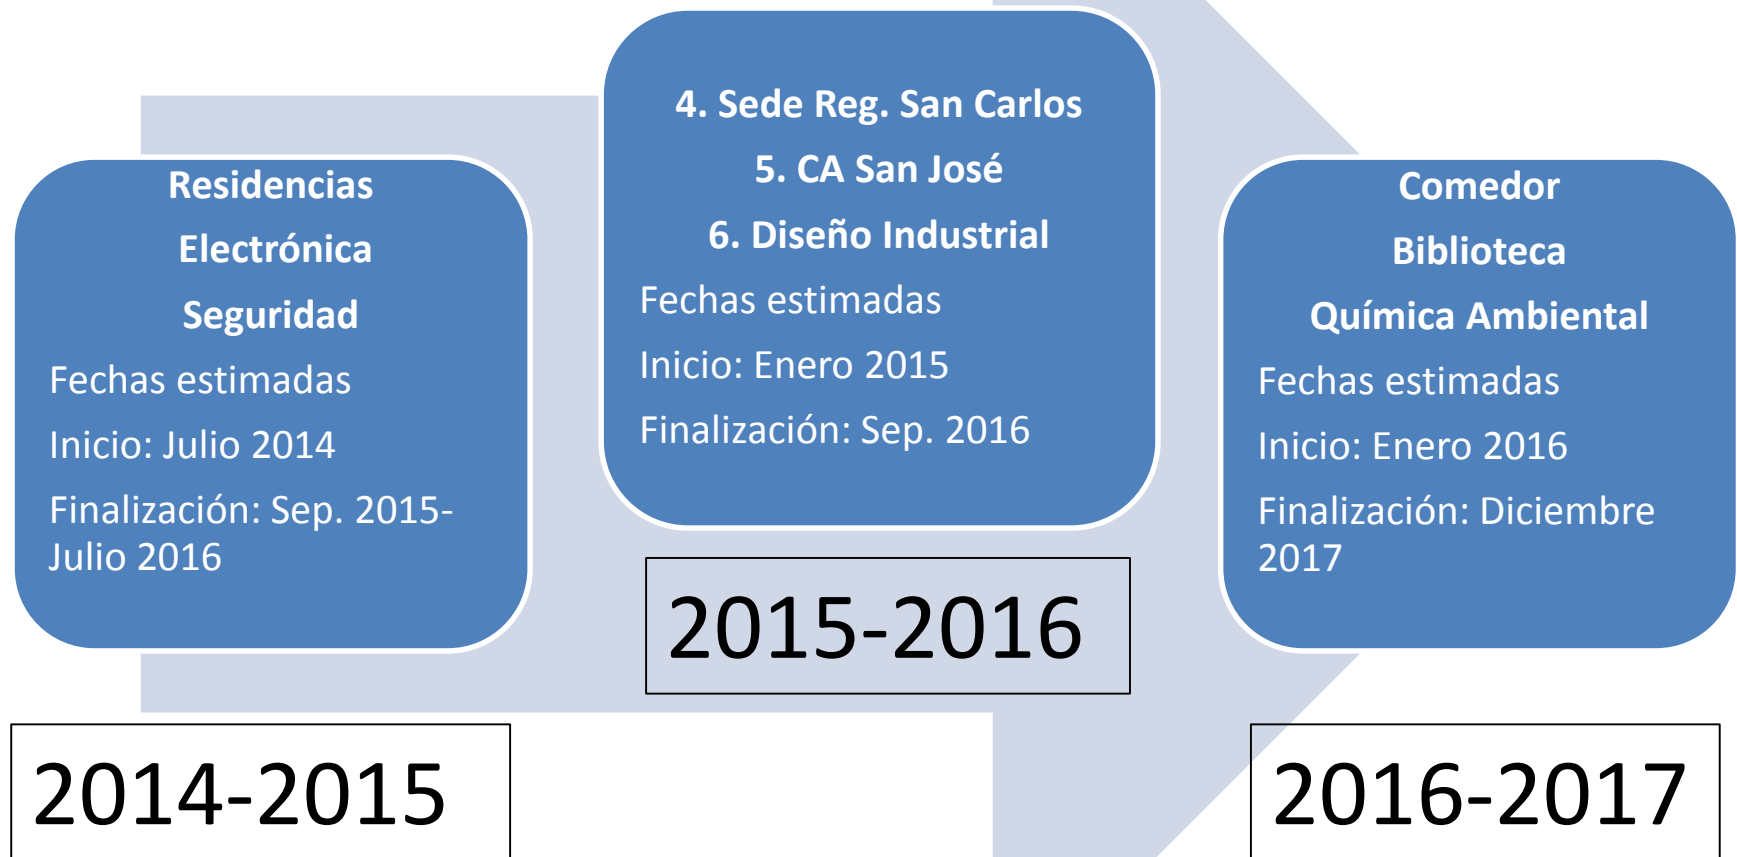 Residencias
Electrónica
Seguridad
Fechas estimadas
Inicio: Julio 2014
Finalización: Sep. 2015-
Julio 2016
2014-2015
4. Sede Reg. San Carlos
5. CA San José
6. Diseño Industrial
Fechas estimadas
Inicio: Enero 2015
Finalización: Sep. 2016
2015-2016
Comedor
Biblioteca
Química Ambiental
Fechas estimadas
Inicio: Enero 2016
Finalización: Diciembre
2017
2016-2017